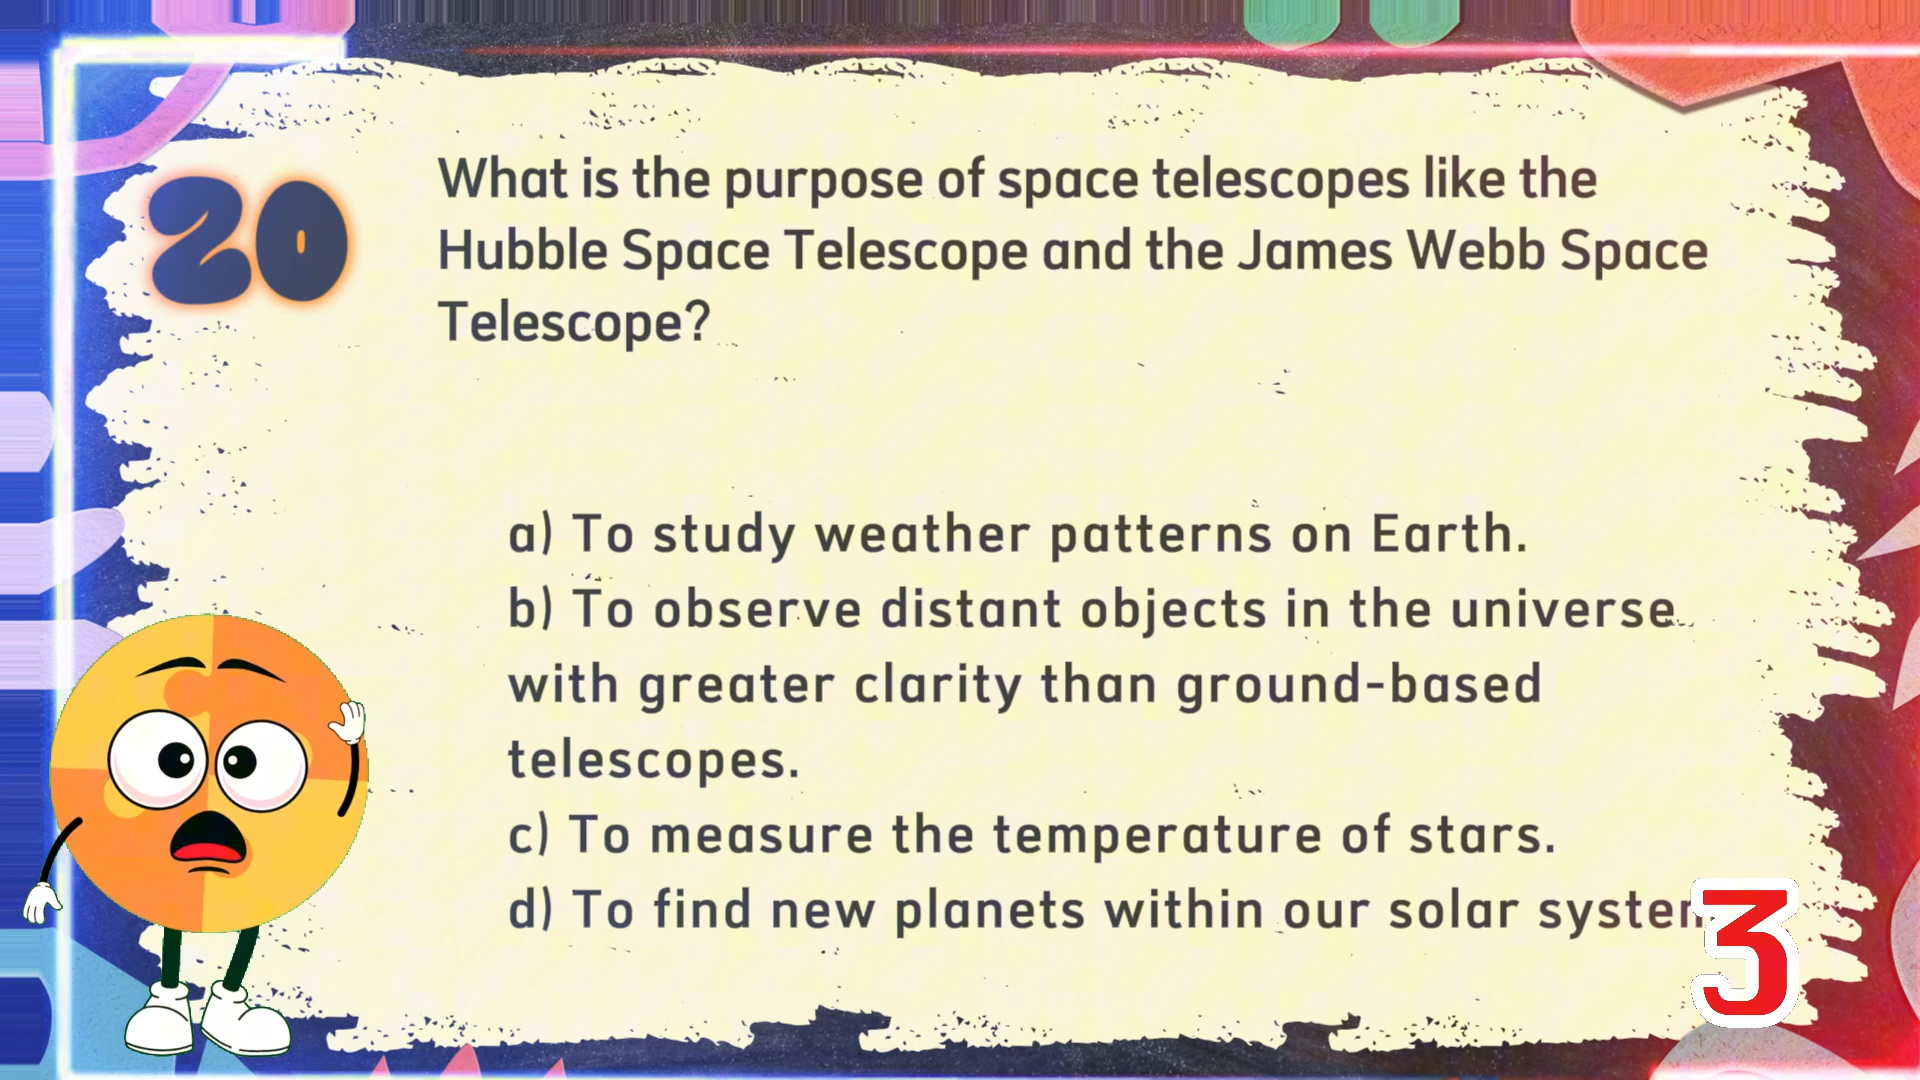 20
What is the purpose of space telescopes like the
Hubble Space Telescope and the James Webb Space
Telescope?
a) To study weather patterns on Earth.
b) To observe distant objects in the universe
with greater clarity than ground-based
telescopes.
c) To measure the temperature of stars.
d) To find new planets within our solar system
3